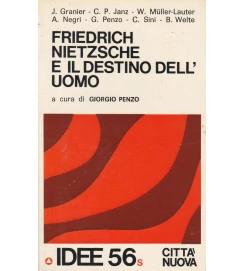 J. Granier - C. P. Janz - W. Müller-Lauter
A. Negri - G. Penzo - C. Sini - B. Welte
FRIEDRICH
NIETZSCHE
E IL DESTINO DELL'
UOMO
a cura di GIORGIO PENZO
IDEE 56s
CITTÀ
NUOVA